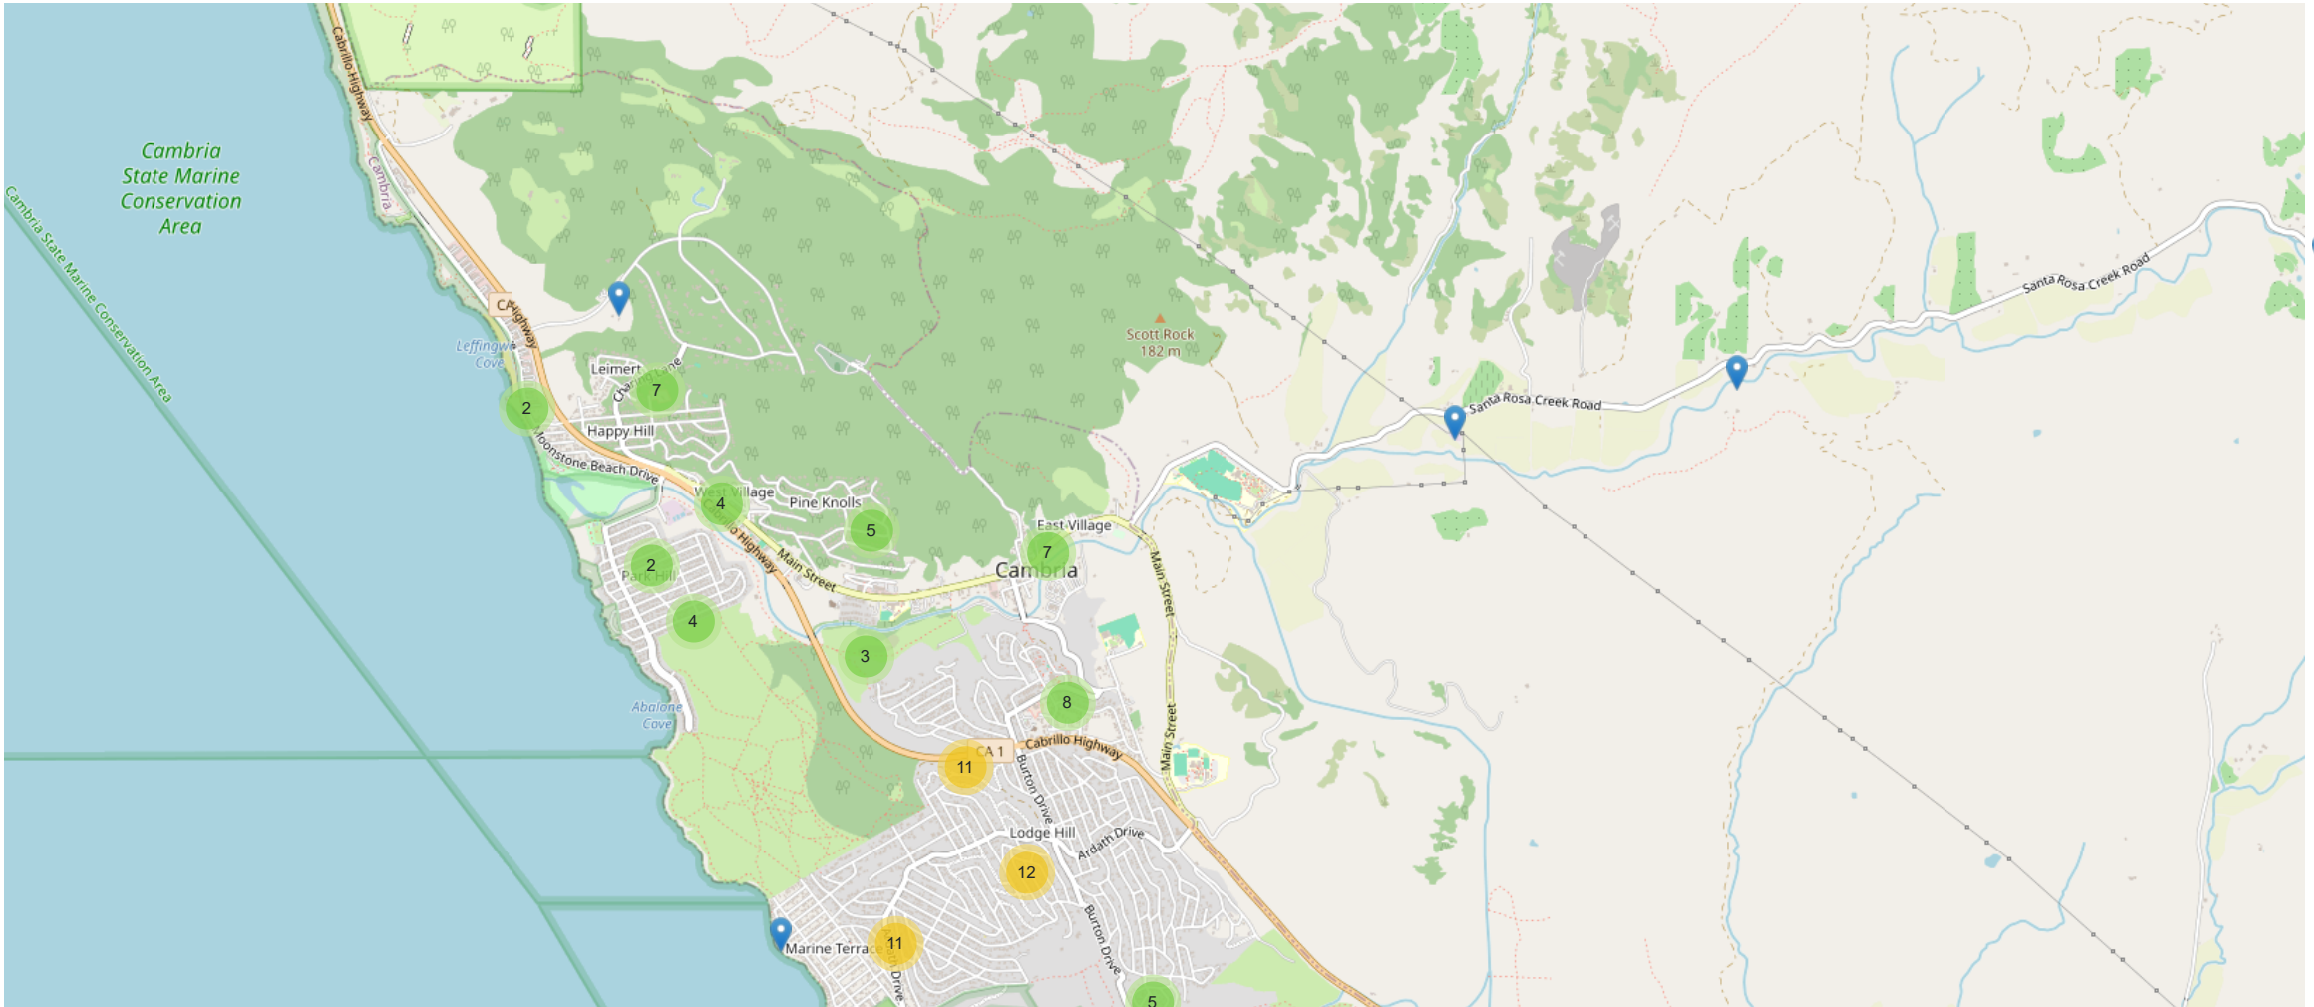 Cabrillo Highway
Cambria
State Marine
Conservation
Area
Cambria
Cambria State Marine Conservation Area
Santa Rosa Creek Road
CA
Highway
Scott Rock
182 m
Cove
Leimert
Charing Lane
7
2
Santa Rosa Creek Road
Happy Hill
Moonstone Beach Drive
West Village
4
Pine Knolls
5
East Village
7
Cambria
Highway
Main Street
Main Street
2
Park Hill
4
3
8
Abalone
Cove
Main Street
CA 1
Cabrillo Highway
11
Burton Drive
Lodge Hill
Ardath Drive
12
Burton Drive
11
Marine Terrace
Drive
5